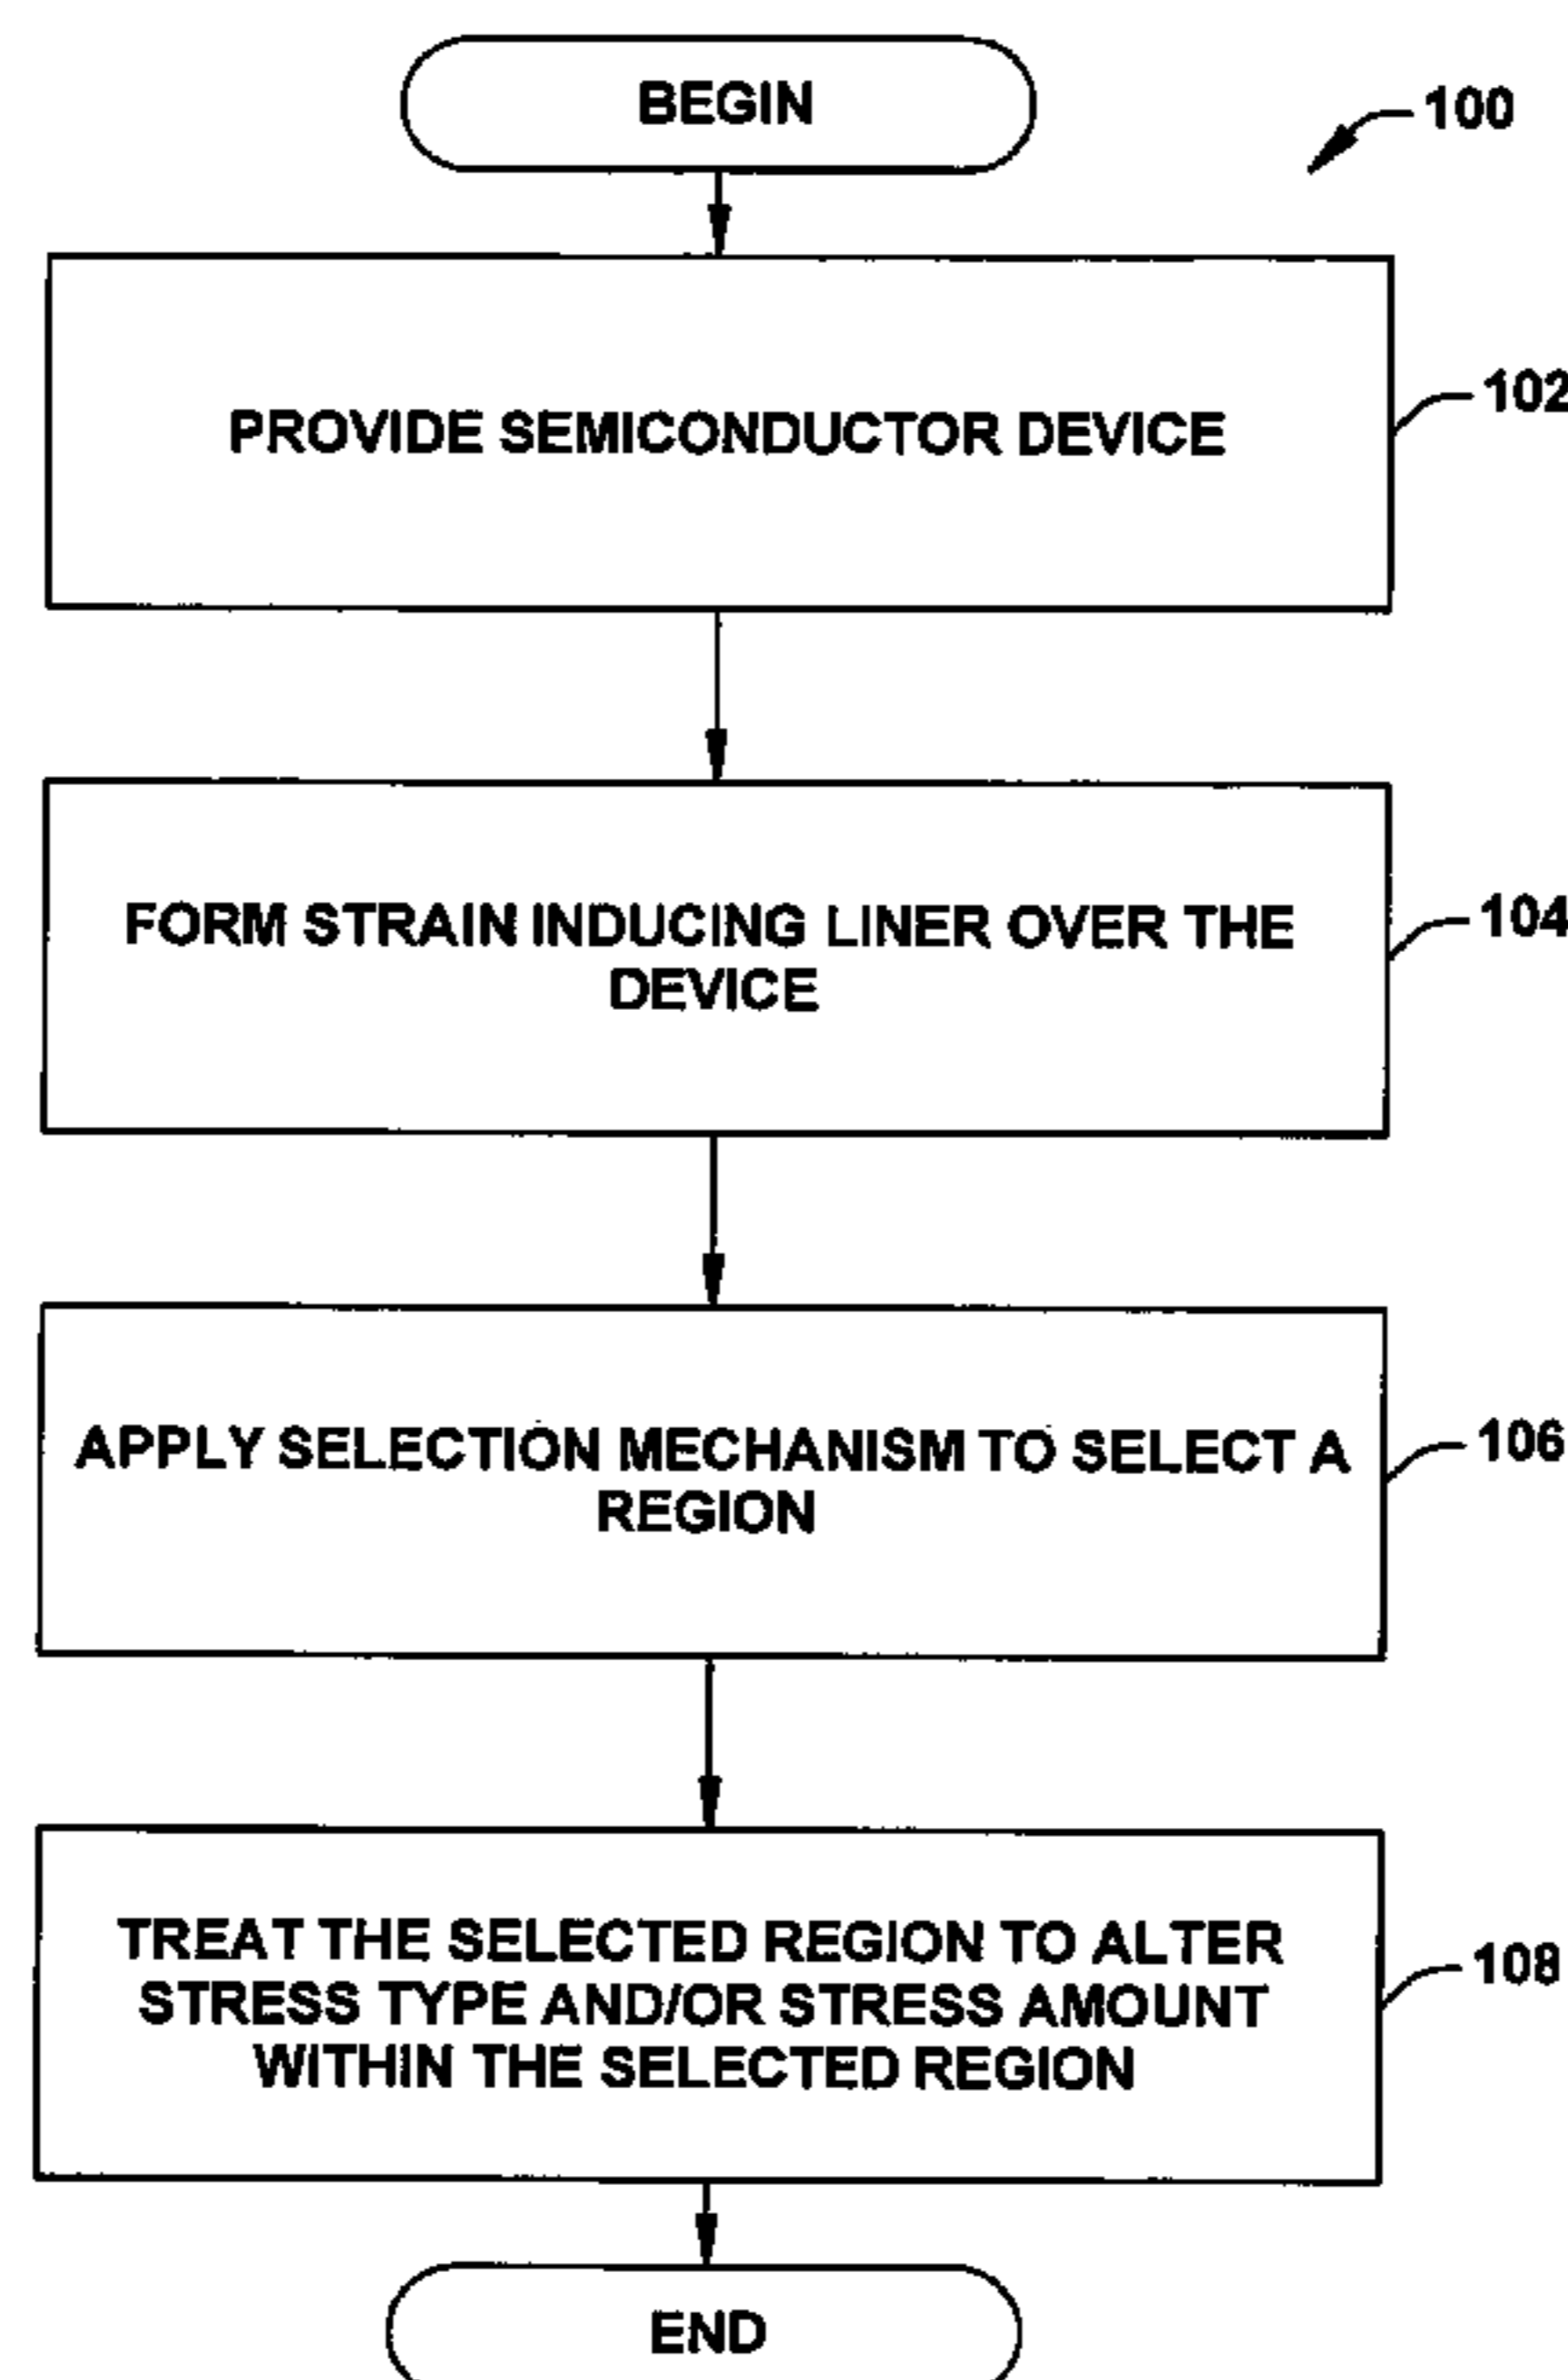 BEGIN
100
PROVIDE SEMICONDUCTOR DEVICE
102
FORM STRAIN INDUCING LINER OVER THE
DEVICE
104
APPLY SELECTION MECHANISM TO SELECT A
REGION
106
TREAT THE SELECTED REGION TO ALTER
STRESS TYPE AND/OR STRESS AMOUNT
WITHIN THE SELECTED REGION
108
END